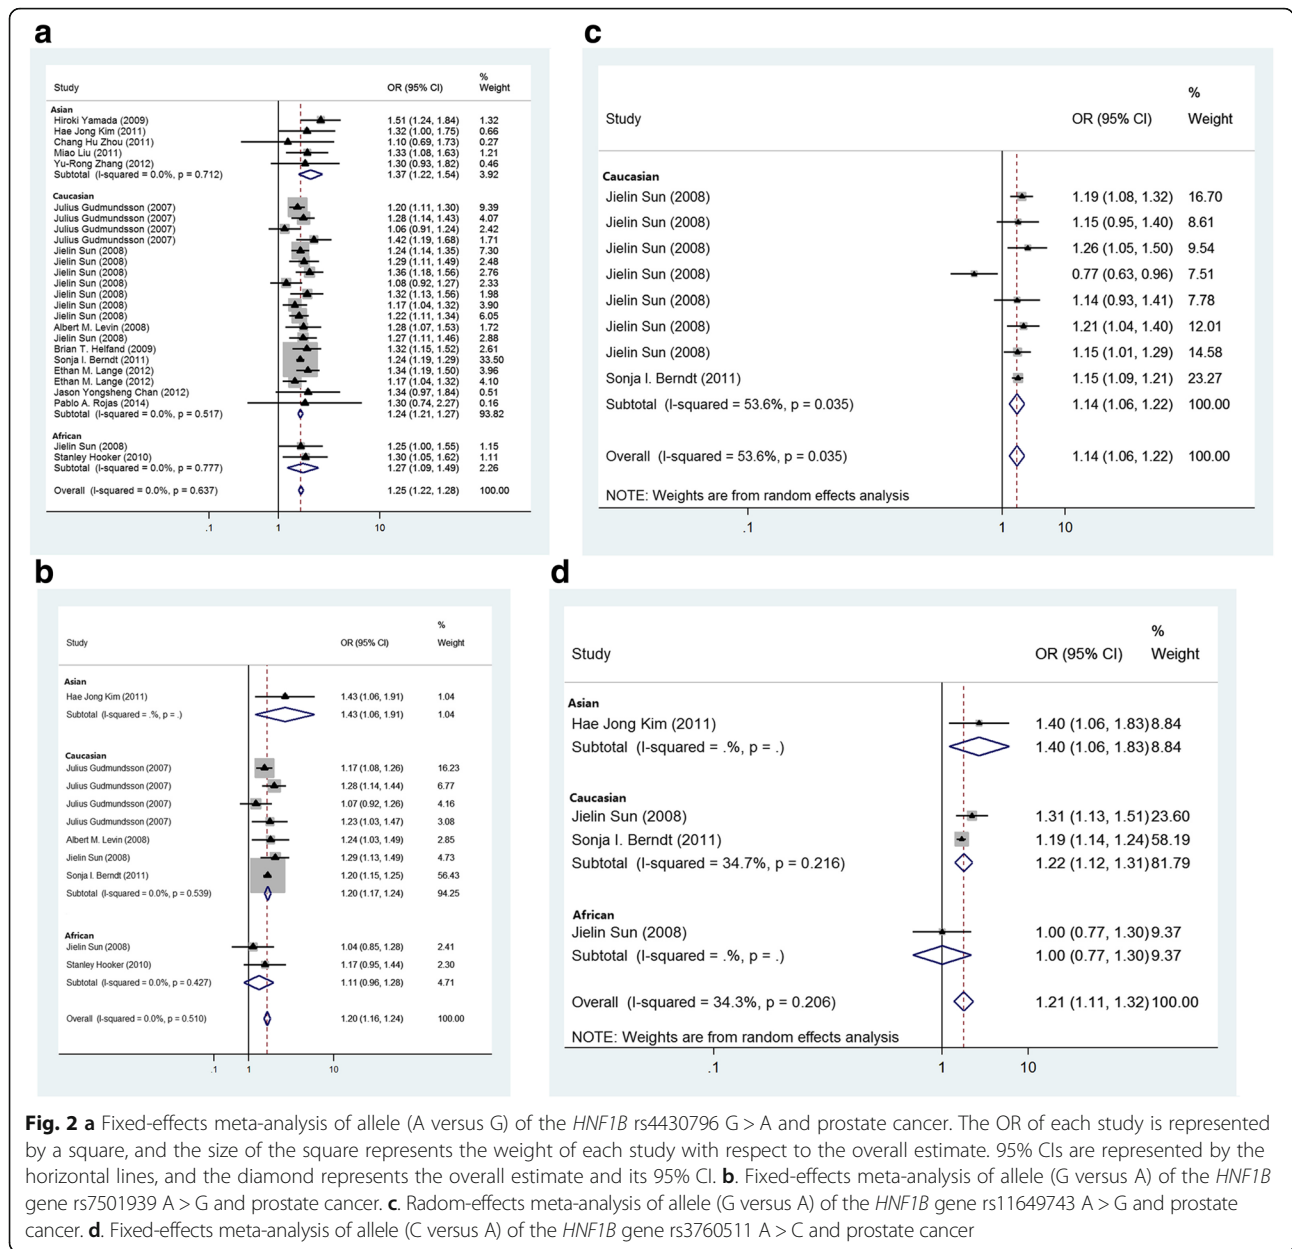 a
Study OR (95% CI) % Weight
Asian
Hiroki Yamada (2009) 1.51 (1.24, 1.84) 1.32
Hae Jong Kim (2011) 1.32 (1.00, 1.75) 0.66
Chang Hu Zhou (2011) 1.10 (0.69, 1.73) 0.27
Miao Liu (2011) 1.33 (1.08, 1.63) 1.21
Yu-Rong Zhang (2012) 1.30 (0.93, 1.82) 0.46
Subtotal (I-squared = 0.0%, p = 0.712) 1.37 (1.22, 1.54) 3.92
Caucasian
Julius Gudmundsson (2007) 1.20 (1.11, 1.30) 9.39
Julius Gudmundsson (2007) 1.28 (1.14, 1.43) 4.07
Julius Gudmundsson (2007) 1.06 (0.91, 1.24) 2.42
Julius Gudmundsson (2007) 1.42 (1.19, 1.68) 1.71
Jielin Sun (2008) 1.24 (1.14, 1.35) 7.30
Jielin Sun (2008) 1.29 (1.11, 1.49) 2.48
Jielin Sun (2008) 1.36 (1.18, 1.56) 2.76
Jielin Sun (2008) 1.08 (0.92, 1.27) 2.33
Jielin Sun (2008) 1.32 (1.13, 1.56) 1.98
Jielin Sun (2008) 1.17 (1.04, 1.32) 3.90
Jielin Sun (2008) 1.22 (1.11, 1.34) 6.05
Albert M. Levin (2008) 1.28 (1.07, 1.53) 1.72
Jielin Sun (2008) 1.27 (1.11, 1.46) 2.88
Brian T. Helfand (2009) 1.32 (1.15, 1.52) 2.61
Sonja I. Berndt (2011) 1.24 (1.19, 1.29) 33.50
Ethan M. Lange (2012) 1.34 (1.19, 1.50) 3.96
Ethan M. Lange (2012) 1.17 (1.04, 1.32) 4.10
Jason Yongsheng Chan (2012) 1.34 (0.97, 1.84) 0.51
Pablo A. Rojas (2014) 1.30 (0.74, 2.27) 0.16
Subtotal (I-squared = 0.0%, p = 0.517) 1.24 (1.21, 1.27) 93.82
African
Jielin Sun (2008) 1.25 (1.00, 1.55) 1.15
Stanley Hooker (2010) 1.30 (1.05, 1.62) 1.11
Subtotal (I-squared = 0.0%, p = 0.777) 1.27 (1.09, 1.49) 2.26
Overall (I-squared = 0.0%, p = 0.637) 1.25 (1.22, 1.28) 100.00
.1 1 10
c
%
Study OR (95% CI) Weight
Caucasian
Jielin Sun (2008) 1.19 (1.08, 1.32) 16.70
Jielin Sun (2008) 1.15 (0.95, 1.40) 8.61
Jielin Sun (2008) 1.26 (1.05, 1.50) 9.54
Jielin Sun (2008) 0.77 (0.63, 0.96) 7.51
Jielin Sun (2008) 1.14 (0.93, 1.41) 7.78
Jielin Sun (2008) 1.21 (1.04, 1.40) 12.01
Jielin Sun (2008) 1.15 (1.01, 1.29) 14.58
Sonja I. Berndt (2011) 1.15 (1.09, 1.21) 23.27
Subtotal (I-squared = 53.6%, p = 0.035) 1.14 (1.06, 1.22) 100.00
Overall (I-squared = 53.6%, p = 0.035) 1.14 (1.06, 1.22) 100.00
NOTE: Weights are from random effects analysis
.1 1 10
b
%
Study OR (95% CI) Weight
Asian
Hae Jong Kim (2011) 1.43 (1.06, 1.91) 1.04
Subtotal (I-squared = .%, p = .) 1.43 (1.06, 1.91) 1.04
Caucasian
Julius Gudmundsson (2007) 1.17 (1.08, 1.26) 16.23
Julius Gudmundsson (2007) 1.28 (1.14, 1.44) 6.77
Julius Gudmundsson (2007) 1.07 (0.92, 1.26) 4.16
Julius Gudmundsson (2007) 1.23 (1.03, 1.47) 3.08
Albert M. Levin (2008) 1.24 (1.03, 1.49) 2.85
Jielin Sun (2008) 1.29 (1.13, 1.49) 4.73
Sonja I. Berndt (2011) 1.20 (1.15, 1.25) 56.43
Subtotal (I-squared = 0.0%, p = 0.539) 1.20 (1.17, 1.24) 94.25
African
Jielin Sun (2008) 1.04 (0.85, 1.28) 2.41
Stanley Hooker (2010) 1.17 (0.95, 1.44) 2.30
Subtotal (I-squared = 0.0%, p = 0.427) 1.11 (0.96, 1.28) 4.71
Overall (I-squared = 0.0%, p = 0.510) 1.20 (1.16, 1.24) 100.00
.1 1 10
d
%
Study OR (95% CI) Weight
Asian
Hae Jong Kim (2011) 1.40 (1.06, 1.83) 8.84
Subtotal (I-squared = .%, p = .) 1.40 (1.06, 1.83) 8.84
Caucasian
Jielin Sun (2008) 1.31 (1.13, 1.51) 23.60
Sonja I. Berndt (2011) 1.19 (1.14, 1.24) 58.19
Subtotal (I-squared = 34.7%, p = 0.216) 1.22 (1.12, 1.31) 81.79
African
Jielin Sun (2008) 1.00 (0.77, 1.30) 9.37
Subtotal (I-squared = .%, p = .) 1.00 (0.77, 1.30) 9.37
Overall (I-squared = 34.3%, p = 0.206) 1.21 (1.11, 1.32) 100.00
NOTE: Weights are from random effects analysis
.1 1 10
Fig. 2 a Fixed-effects meta-analysis of allele (A versus G) of the HNF1B rs4430796 G > A and prostate cancer. The OR of each study is represented
by a square, and the size of the square represents the weight of each study with respect to the overall estimate. 95% CIs are represented by the
horizontal lines, and the diamond represents the overall estimate and its 95% CI. b. Fixed-effects meta-analysis of allele (G versus A) of the HNF1B
gene rs7501939 A > G and prostate cancer. c. Radom-effects meta-analysis of allele (G versus A) of the HNF1B gene rs11649743 A > G and prostate
cancer. d. Fixed-effects meta-analysis of allele (C versus A) of the HNF1B gene rs3760511 A > C and prostate cancer